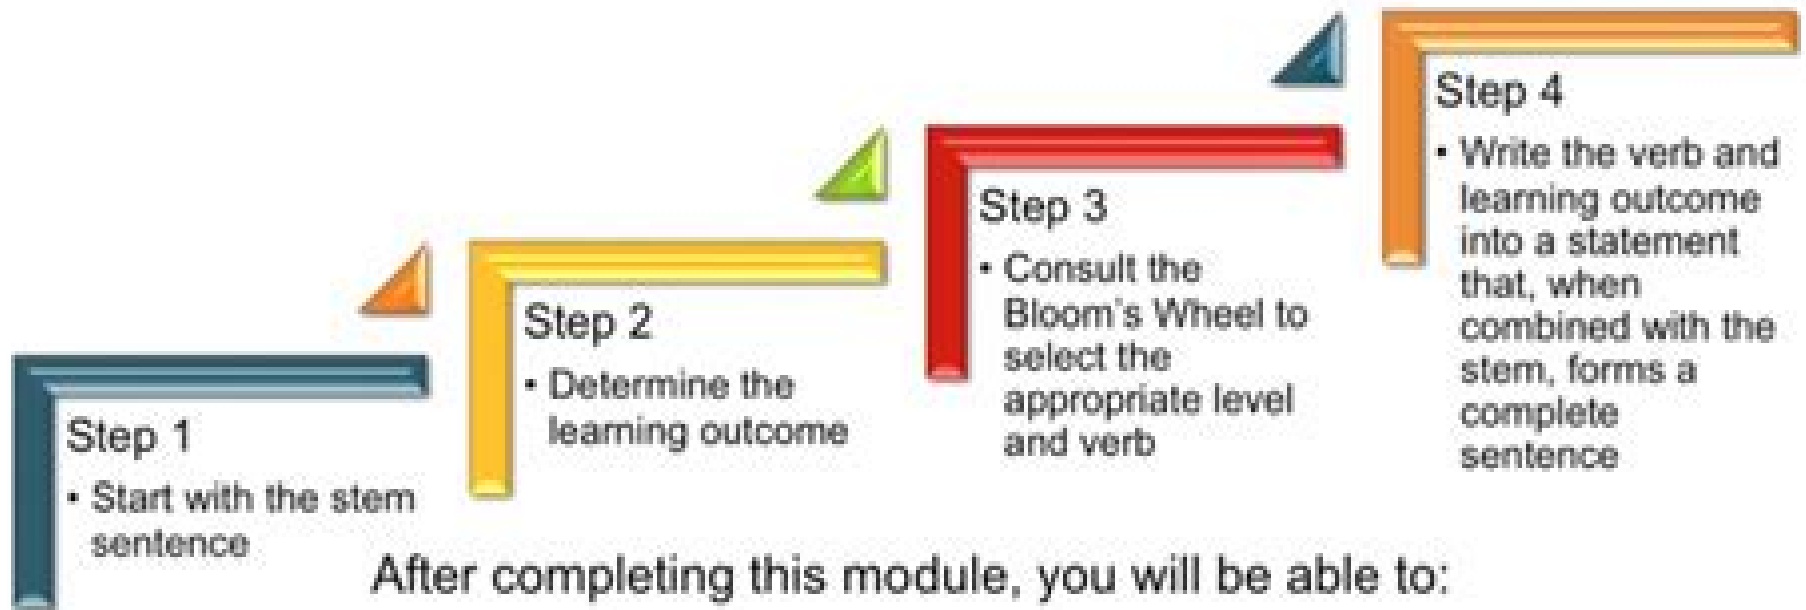 Step 1
• Start with the stem
sentence
Step 2
• Determine the
learning outcome
Step 3
• Consult the
Bloom's Wheel to
select the
appropriate level
and verb
Step 4
• Write the verb and
learning outcome
into a statement
that, when
combined with the
stem, forms a
complete
sentence
After completing this module, you will be able to: